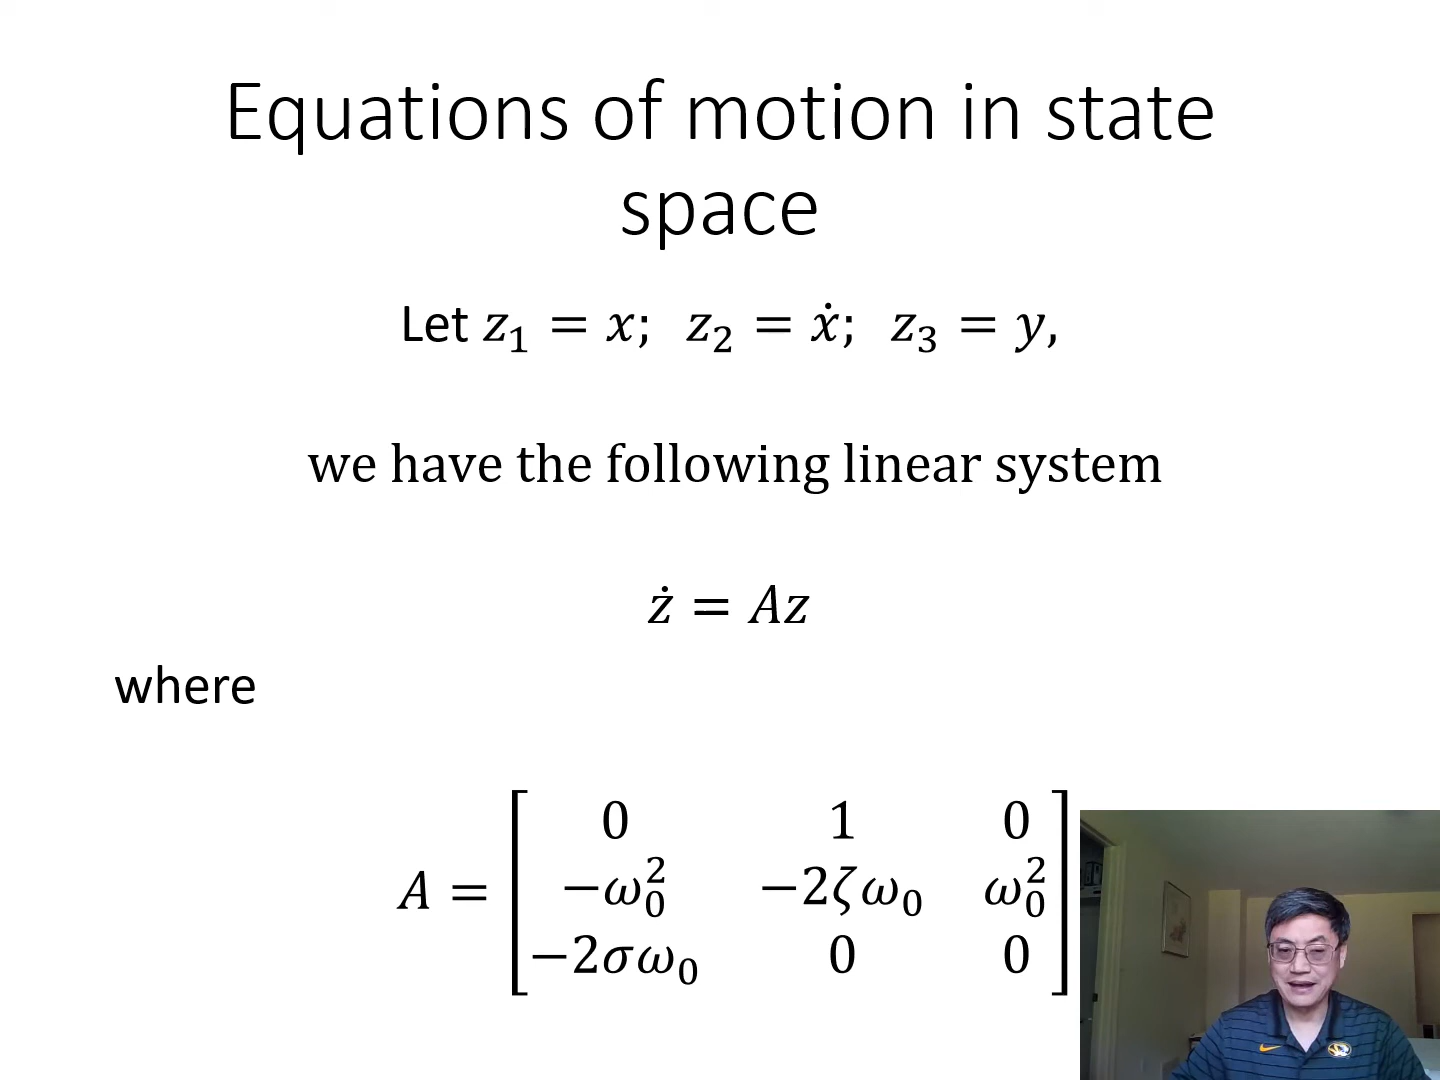 Equations of motion in state
space
Let z₁ = x; z₂ = ẋ; z₃ = y,
we have the following linear system
ż = Az
where
A = [ 0 1 0
−ω₀² −2ζω₀ ω₀²
−2σω₀ 0 0 ]